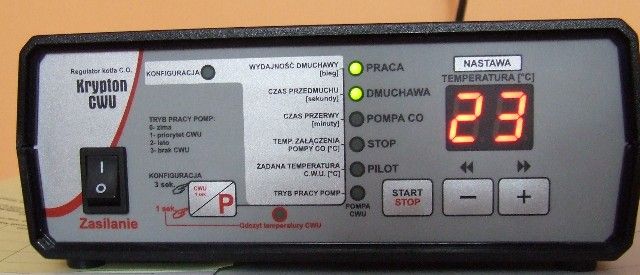 Regulator kotła C.O.
Krypton
CWU
KONFIGURACJA
TRYB PRACY POMP:
0- zima
1- priorytet CWU
2- lato
3- brak CWU
KONFIGURACJA
3 sek.
1 sek.
CWU
1 sek
P
Odczyt temperatury CWU
I
O
Zasilanie
WYDAJNOŚĆ DMUCHAWY
[bieg]
CZAS PRZEDMUCHU
[sekundy]
CZAS PRZERWY
[minuty]
TEMP. ZAŁĄCZENIA
POMPY CO [°C]
ŻĄDANA TEMPERATURA
C.W.U. [°C]
TRYB PRACY POMP
PRACA
DMUCHAWA
POMPA CO
STOP
PILOT
POMPA
CWU
NASTAWA
TEMPERATURA [°C]
23
START
STOP
−
+